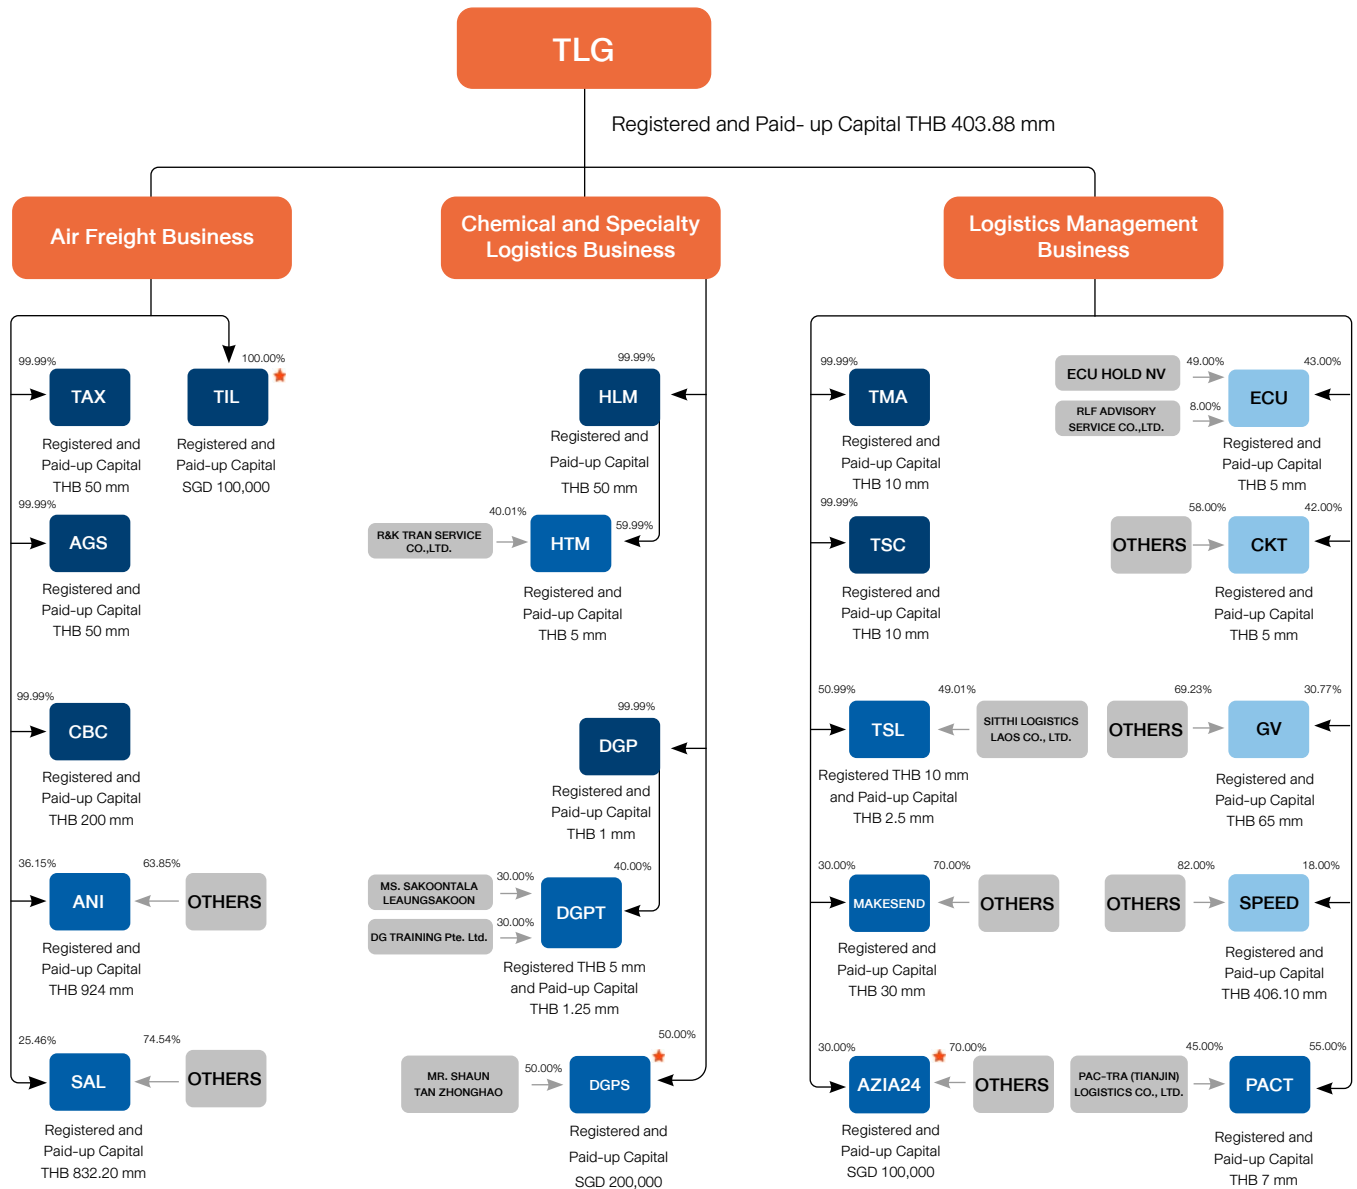 TLG
Registered and Paid- up Capital THB 403.88 mm
Air Freight Business
99.99%
TAX
Registered and
Paid-up Capital
THB 50 mm
100.00%
TIL
Registered and
Paid-up Capital
SGD 100,000
99.99%
AGS
Registered and
Paid-up Capital
THB 50 mm
99.99%
CBC
Registered and
Paid-up Capital
THB 200 mm
36.15%
63.85%
ANI
OTHERS
Registered and
Paid-up Capital
THB 924 mm
25.46%
74.54%
SAL
OTHERS
Registered and
Paid-up Capital
THB 832.20 mm
Chemical and Specialty
Logistics Business
99.99%
HLM
Registered and
Paid-up Capital
THB 50 mm
R&K TRAN SERVICE
CO.,LTD.
40.01%
HTM
59.99%
Registered and
Paid-up Capital
THB 5 mm
99.99%
DGP
Registered and
Paid-up Capital
THB 1 mm
MS. SAKOONTALA
LEAUNGSAKOON
30.00%
DG TRAINING Pte. Ltd.
30.00%
DGPT
40.00%
Registered THB 5 mm
and Paid-up Capital
THB 1.25 mm
MR. SHAUN
TAN ZHONGHAO
50.00%
DGPS
50.00%
Registered and
Paid-up Capital
SGD 200,000
Logistics Management
Business
99.99%
TMA
Registered and
Paid-up Capital
THB 10 mm
99.99%
TSC
Registered and
Paid-up Capital
THB 10 mm
50.99%
TSL
49.01%
SITTHI LOGISTICS
LAOS CO., LTD.
Registered THB 10 mm
and Paid-up Capital
THB 2.5 mm
30.00%
MAKESEND
70.00%
OTHERS
Registered and
Paid-up Capital
THB 30 mm
30.00%
AZIA24
70.00%
OTHERS
Registered and
Paid-up Capital
SGD 100,000
ECU HOLD NV
49.00%
RLF ADVISORY
SERVICE CO.,LTD.
8.00%
ECU
43.00%
Registered and
Paid-up Capital
THB 5 mm
OTHERS
58.00%
CKT
42.00%
Registered and
Paid-up Capital
THB 5 mm
OTHERS
69.23%
GV
30.77%
Registered and
Paid-up Capital
THB 65 mm
OTHERS
82.00%
SPEED
18.00%
Registered and
Paid-up Capital
THB 406.10 mm
PAC-TRA (TIANJIN)
LOGISTICS CO., LTD.
45.00%
PACT
55.00%
Registered and
Paid-up Capital
THB 7 mm